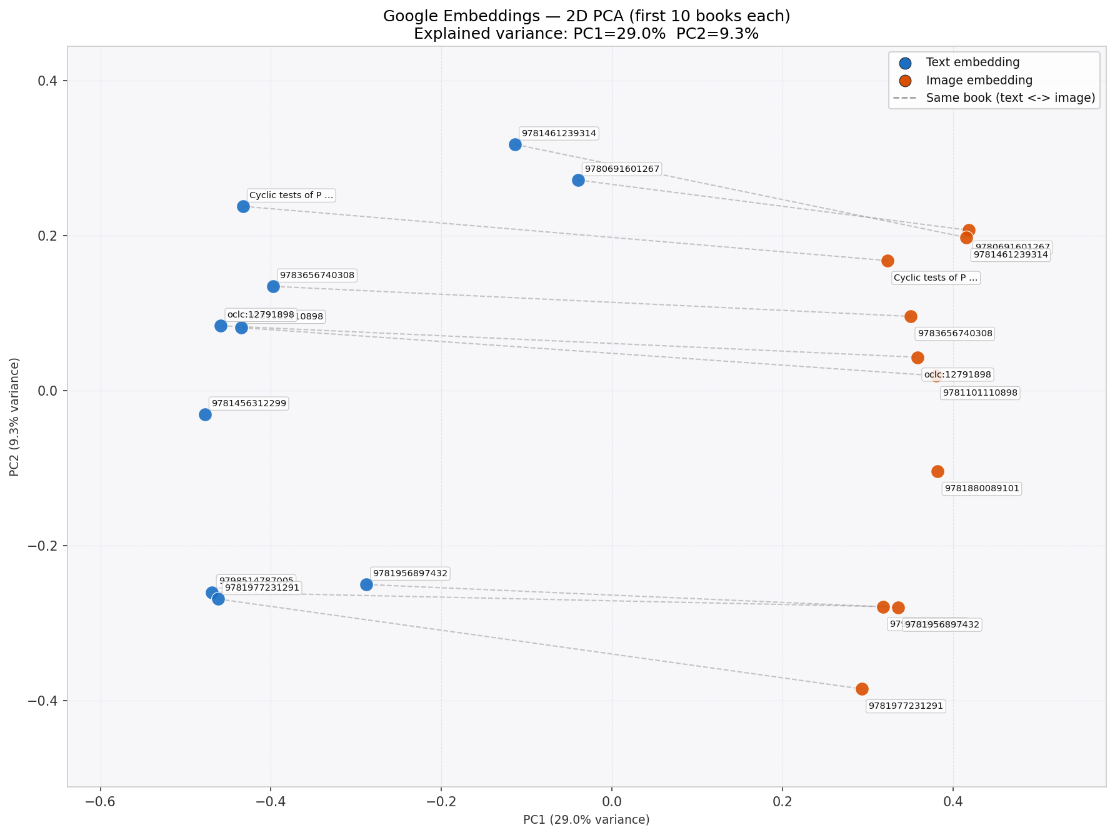 Google Embeddings — 2D PCA (first 10 books each)
Explained variance: PC1=29.0%  PC2=9.3%
Text embedding
Image embedding
Same book (text <-> image)
0.4
0.2
0.0
−0.2
−0.4
PC2 (9.3% variance)
9781461239314
9780691601267
Cyclic tests of P ...
9783656740308
oclc:12791898
.0898
9781456312299
9798514787005
9781977231291
9781956897432
9780691601267
9781461239314
Cyclic tests of P ...
9783656740308
oclc:12791898
9781101110898
9781880089101
97
9781956897432
9781977231291
−0.6
−0.4
−0.2
0.0
0.2
0.4
PC1 (29.0% variance)